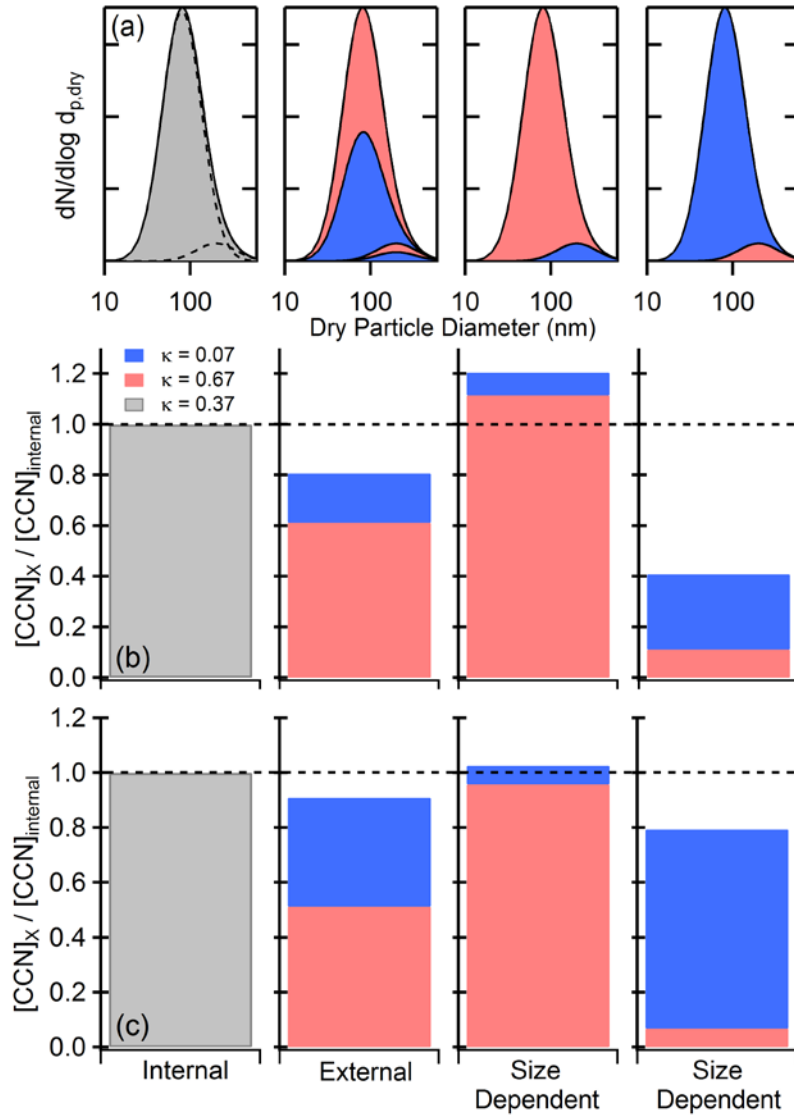 (a)
dN/dlog dp,dry
10 100 10 100 10 100 10 100
Dry Particle Diameter (nm)
κ = 0.07
κ = 0.67
κ = 0.37
[CCN]X / [CCN]internal
1.2
1.0
0.8
0.6
0.4
0.2
0.0
(b)
[CCN]X / [CCN]internal
1.2
1.0
0.8
0.6
0.4
0.2
0.0
(c)
Internal External Size Dependent Size Dependent